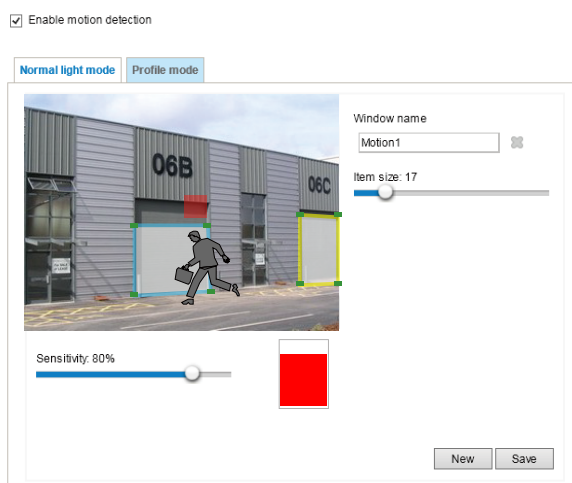 Enable motion detection
Normal light mode
Profile mode
06B
06C
Window name
Motion1
Item size: 17
Sensitivity: 80%
New
Save